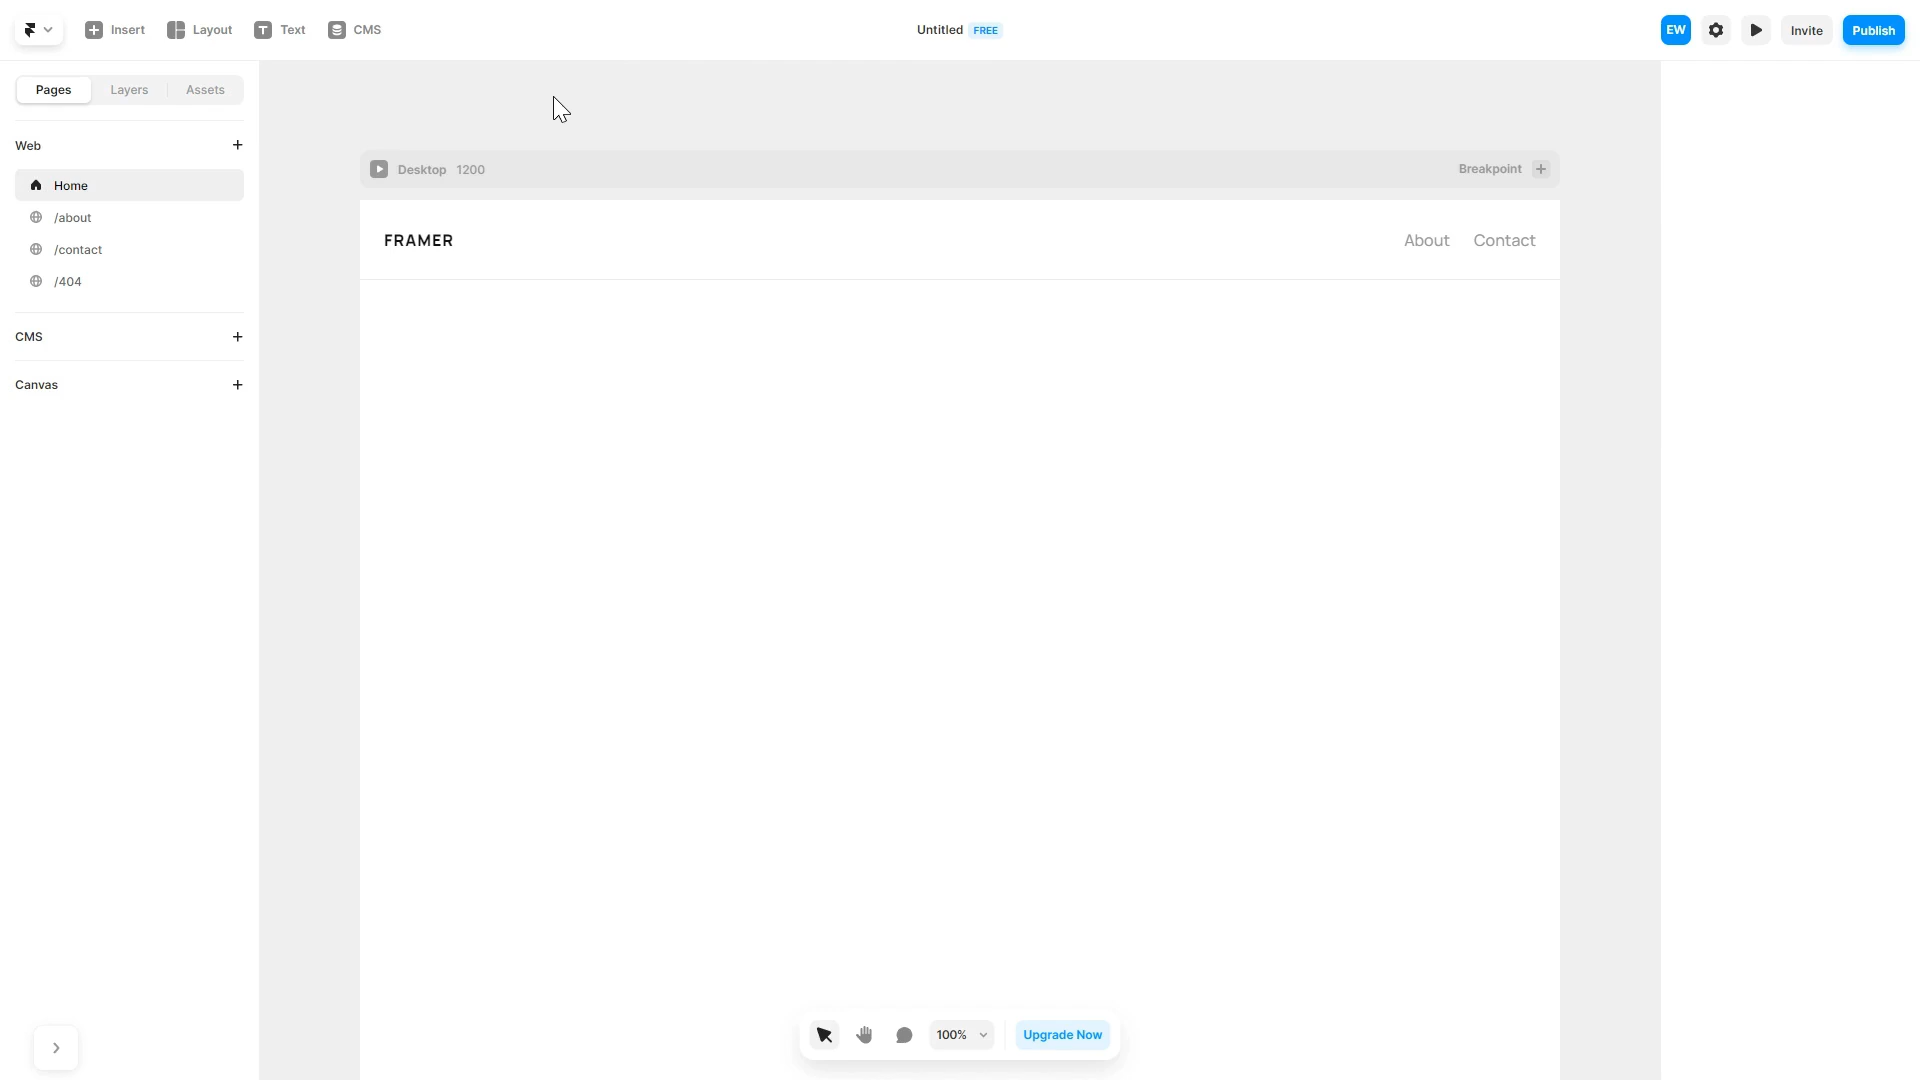 Insert Layout Text CMS
Untitled FREE
EW Invite Publish
Pages Layers Assets
Web
Home
/about
/contact
/404
CMS
Canvas
Desktop 1200
Breakpoint
FRAMER
About Contact
100% Upgrade Now